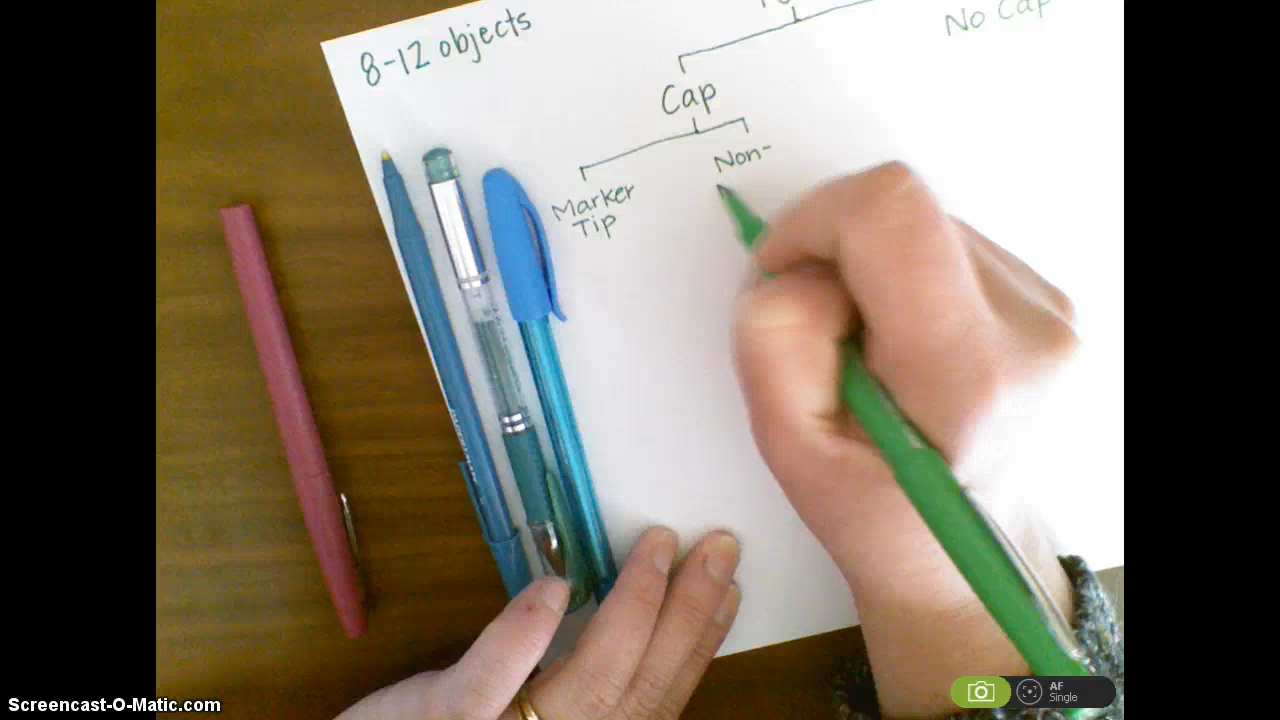 8-12 objects
No Cap
Cap
Non-
Marker
Tip
AF
Single
Screencast-O-Matic.com